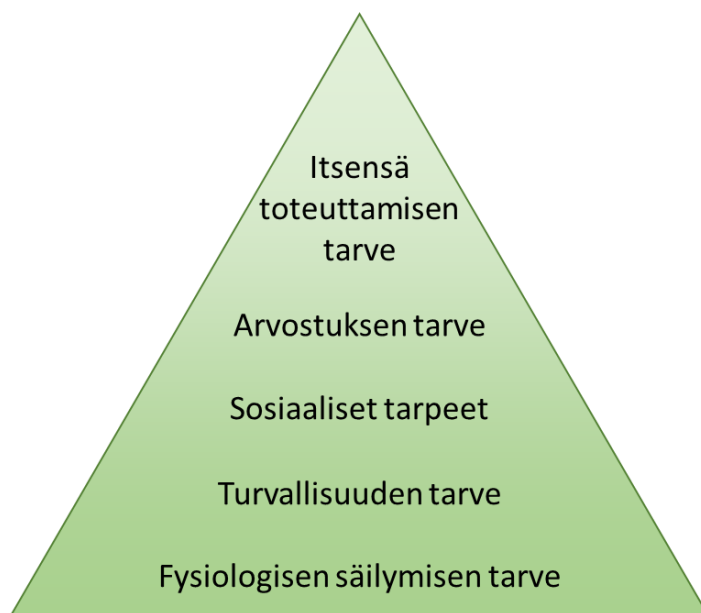 Itsensä
toteuttamisen
tarve
Arvostuksen tarve
Sosiaaliset tarpeet
Turvallisuuden tarve
Fysiologisen säilymisen tarve